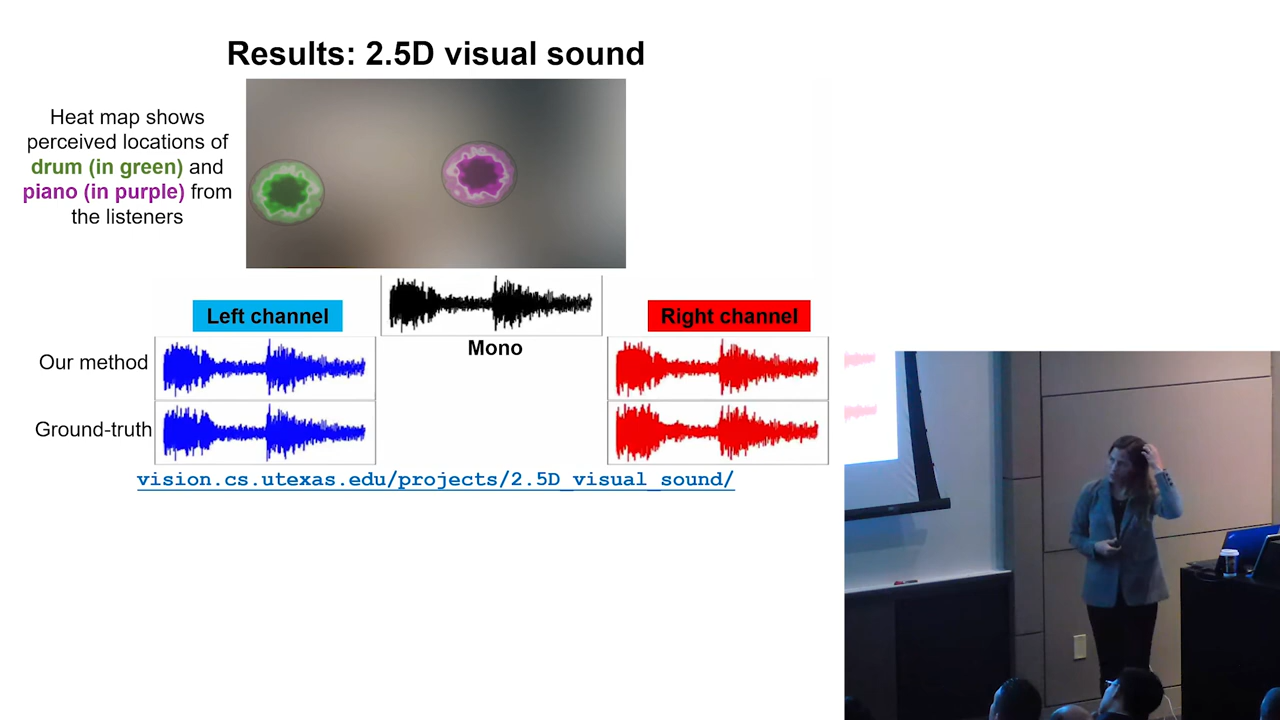 Results: 2.5D visual sound
Heat map shows
perceived locations of
drum (in green) and
piano (in purple) from
the listeners
Left channel
Right channel
Mono
Our method
Ground-truth
vision.cs.utexas.edu/projects/2.5D_visual_sound/